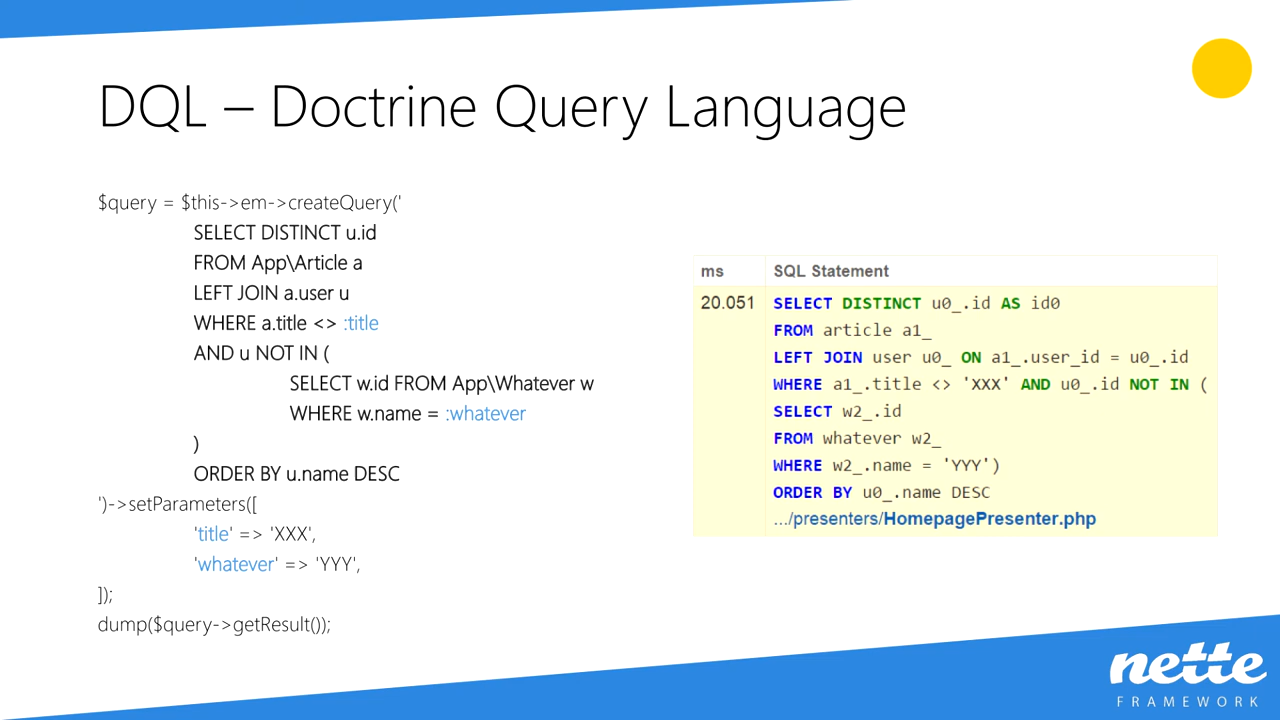 DQL – Doctrine Query Language
$query = $this->em->createQuery('
SELECT DISTINCT u.id
FROM App\Article a
LEFT JOIN a.user u
WHERE a.title <> :title
AND u NOT IN (
SELECT w.id FROM App\Whatever w
WHERE w.name = :whatever
)
ORDER BY u.name DESC
')->setParameters([
'title' => 'XXX',
'whatever' => 'YYY',
]);
dump($query->getResult());
ms SQL Statement
20.051 SELECT DISTINCT u0_.id AS id0
FROM article a1_
LEFT JOIN user u0_ ON a1_.user_id = u0_.id
WHERE a1_.title <> 'XXX' AND u0_.id NOT IN (
SELECT w2_.id
FROM whatever w2_
WHERE w2_.name = 'YYY')
ORDER BY u0_.name DESC
.../presenters/HomepagePresenter.php
nette
FRAMEWORK